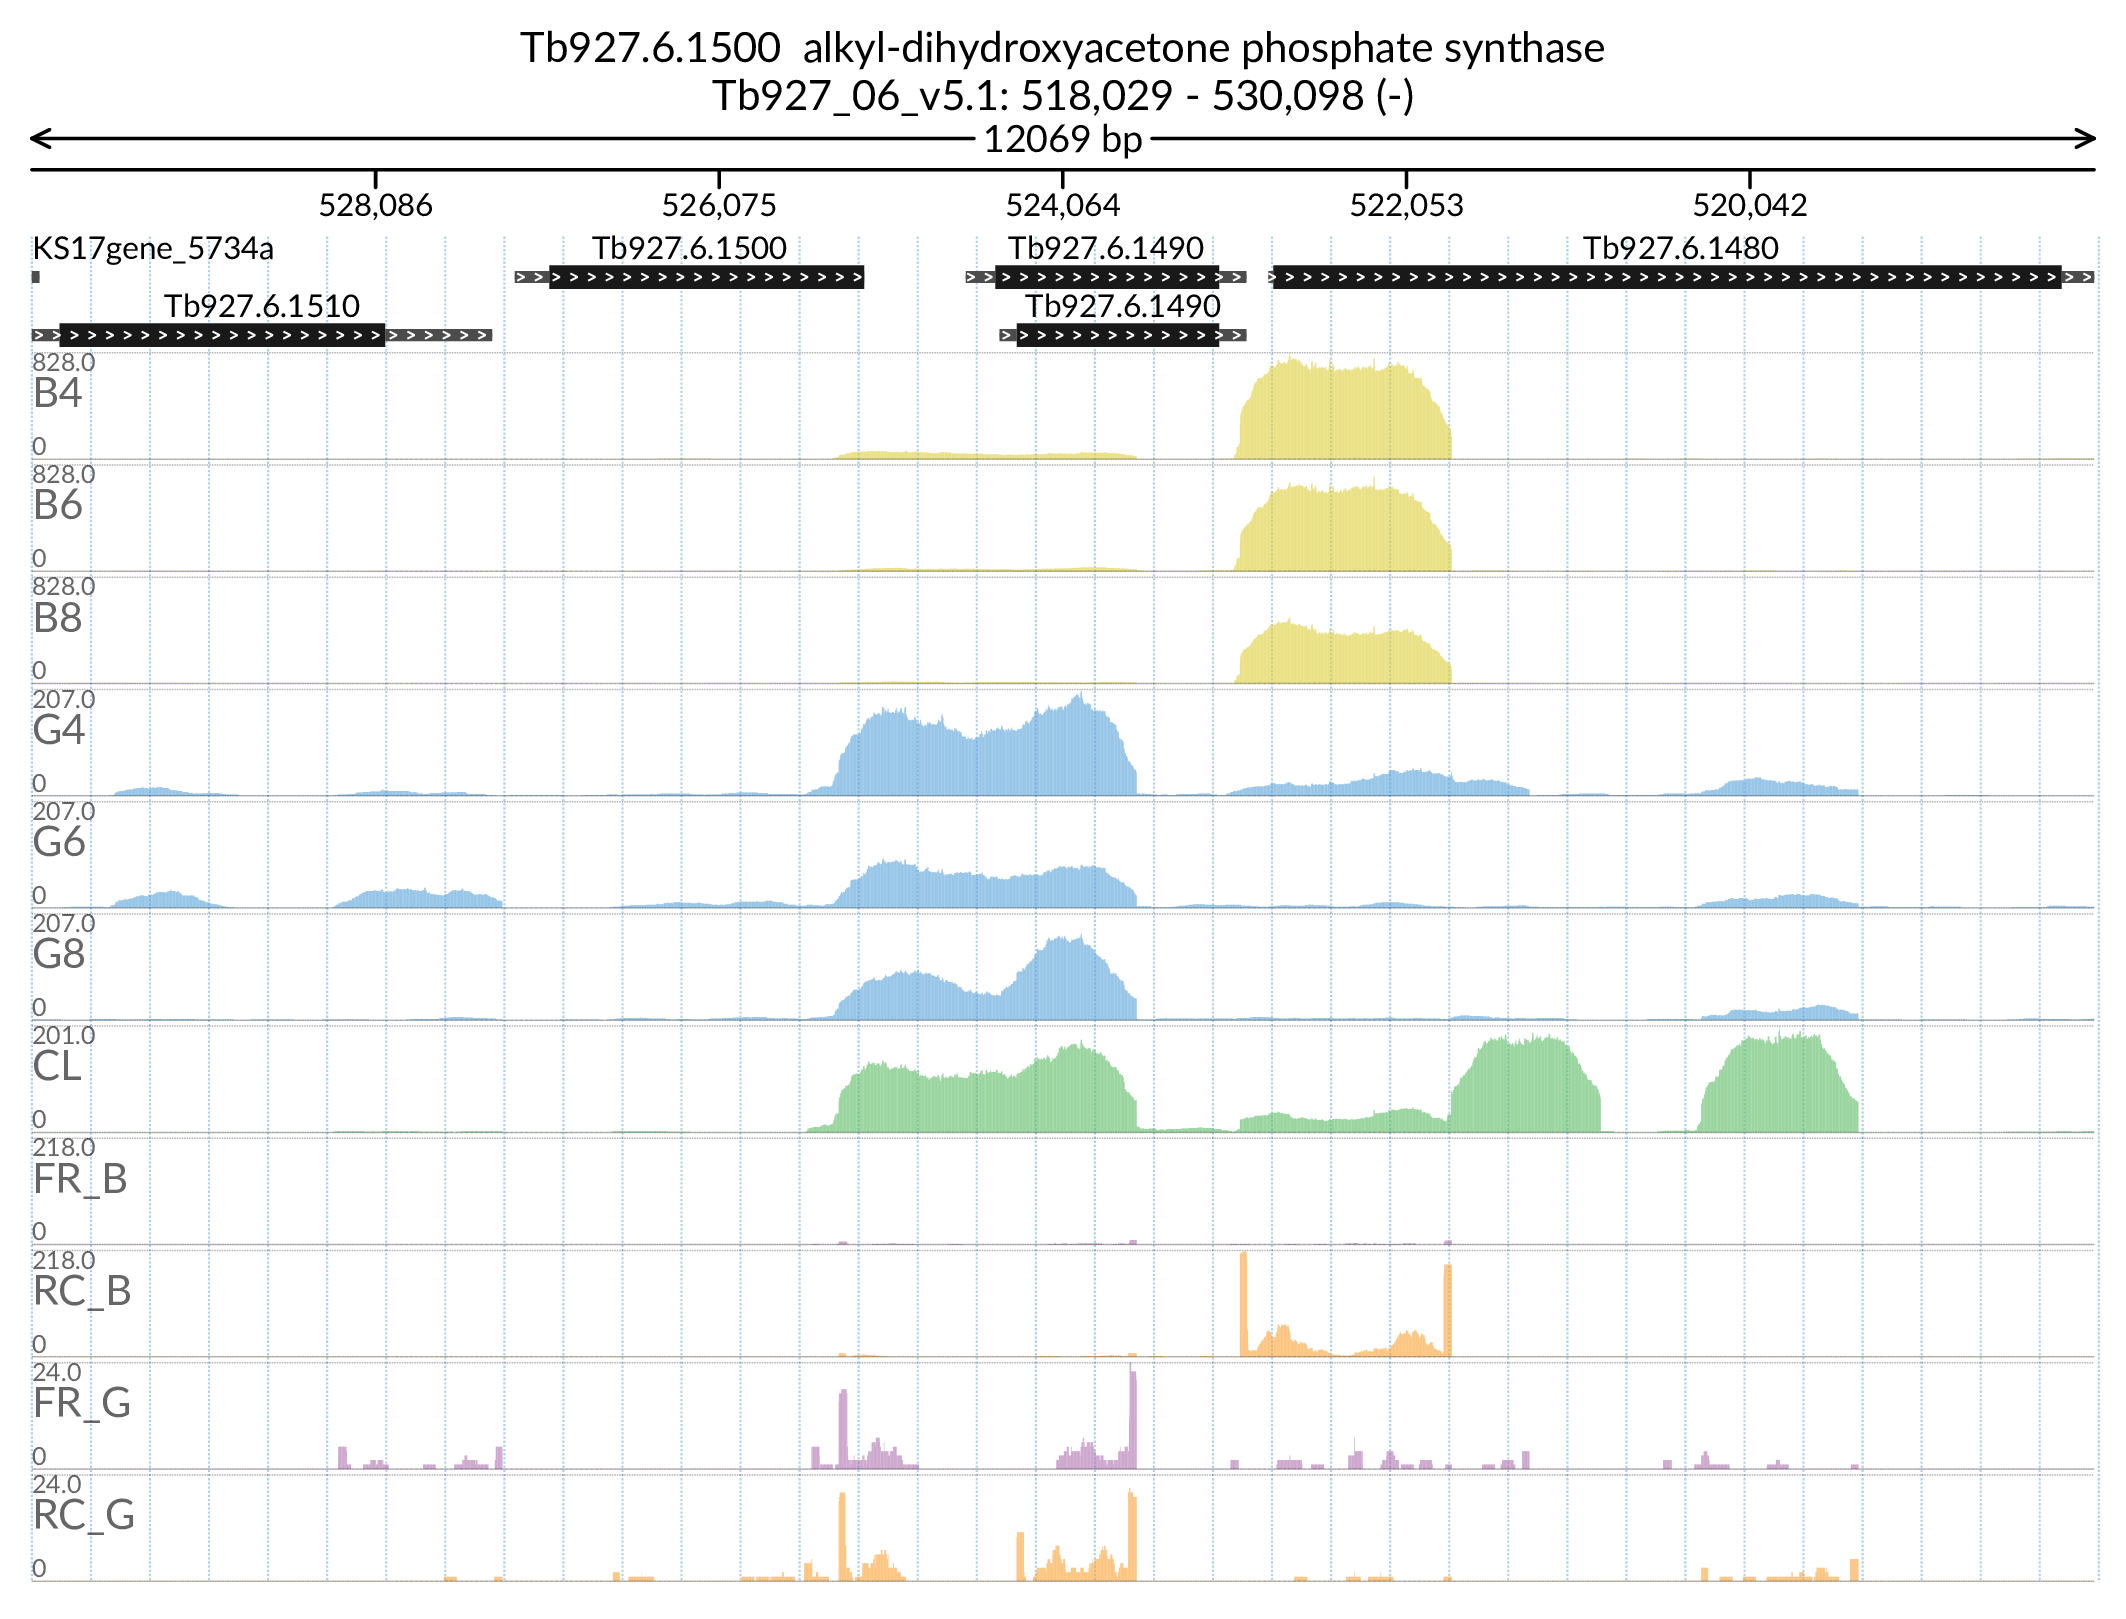 Tb927.6.1500  alkyl-dihydroxyacetone phosphate synthase
Tb927_06_v5.1: 518,029 - 530,098 (-)
12069 bp
528,086 526,075 524,064 522,053 520,042
KS17gene_5734a Tb927.6.1500 Tb927.6.1490 Tb927.6.1480
Tb927.6.1510 Tb927.6.1490
828.0
B4
0
828.0
B6
0
828.0
B8
0
207.0
G4
0
207.0
G6
0
207.0
G8
0
201.0
CL
0
218.0
FR_B
0
218.0
RC_B
0
24.0
FR_G
0
24.0
RC_G
0